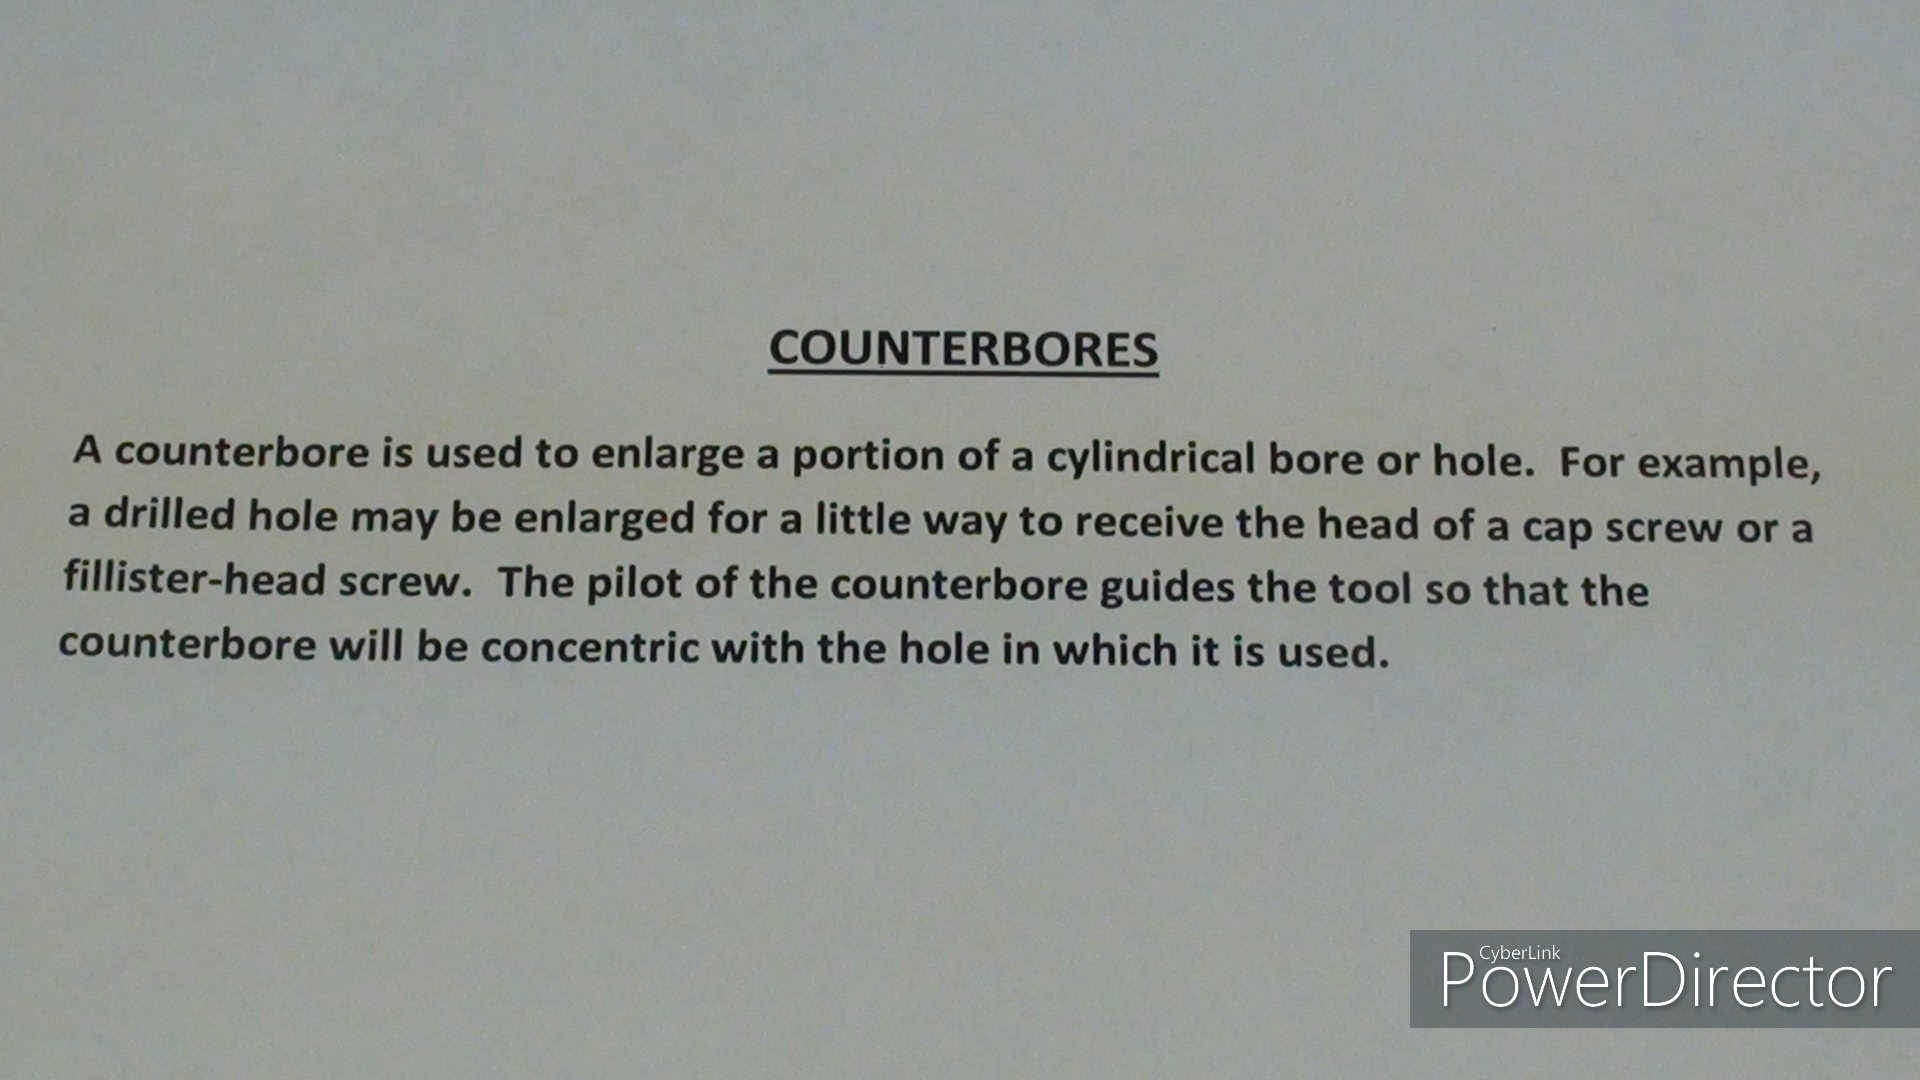 COUNTERBORES
A counterbore is used to enlarge a portion of a cylindrical bore or hole.  For example,
a drilled hole may be enlarged for a little way to receive the head of a cap screw or a
fillister-head screw.  The pilot of the counterbore guides the tool so that the
counterbore will be concentric with the hole in which it is used.
CyberLink
PowerDirector